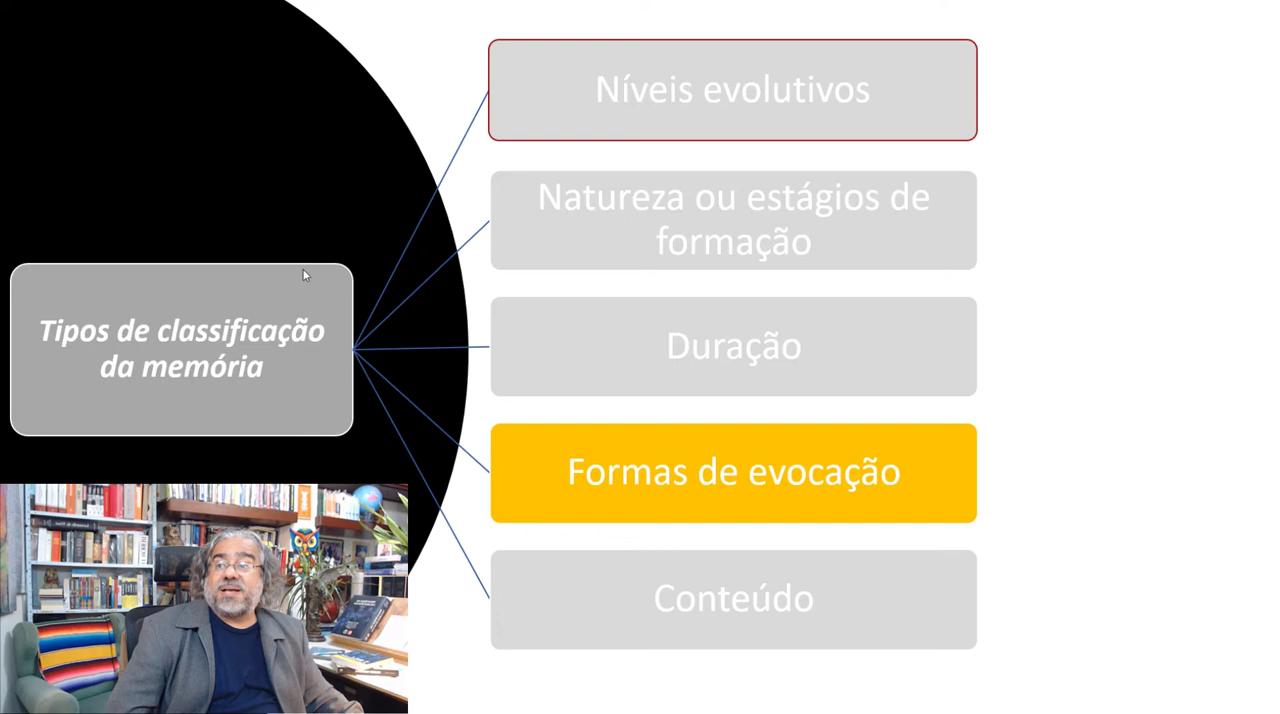 Níveis evolutivos
Natureza ou estágios de
formação
Duração
Tipos de classificação
da memória
Formas de evocação
Conteúdo